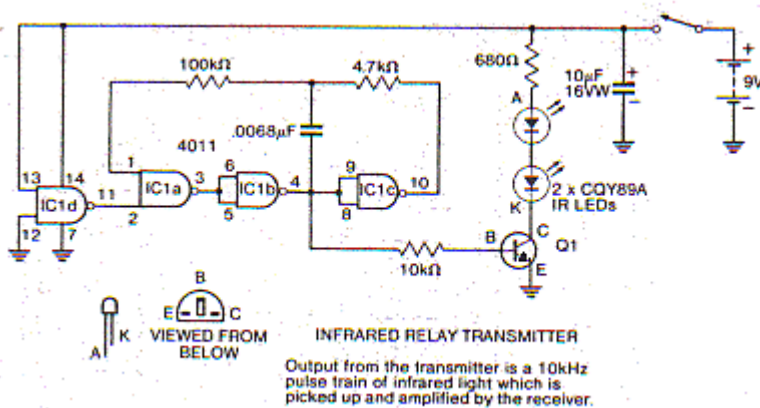 680Ω
10µF
16VW
+
−
+
9V
−
100kΩ
4.7kΩ
.0068µF
A
4011
1
13
14
IC1a
3
6
IC1b
4
9
IC1c
10
2 x CQY89A
IR LEDs
K
IC1d
11
2
5
8
12
7
10kΩ
B
C
Q1
E
B
E
C
K
A
VIEWED FROM
BELOW
INFRARED RELAY TRANSMITTER
Output from the transmitter is a 10kHz
pulse train of infrared light which is
picked up and amplified by the receiver.